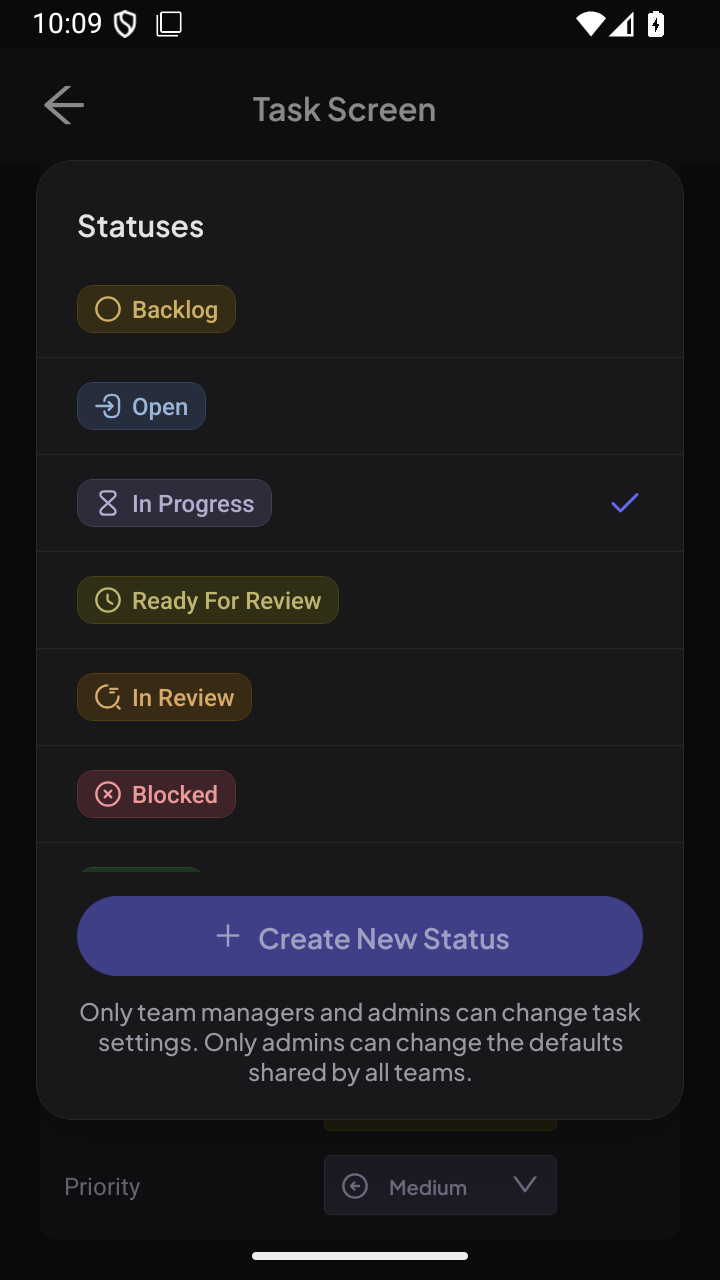 10:09
Task Screen
Statuses
Backlog
Open
In Progress
Ready For Review
In Review
Blocked
Create New Status
Only team managers and admins can change task
settings. Only admins can change the defaults
shared by all teams.
Priority
Medium